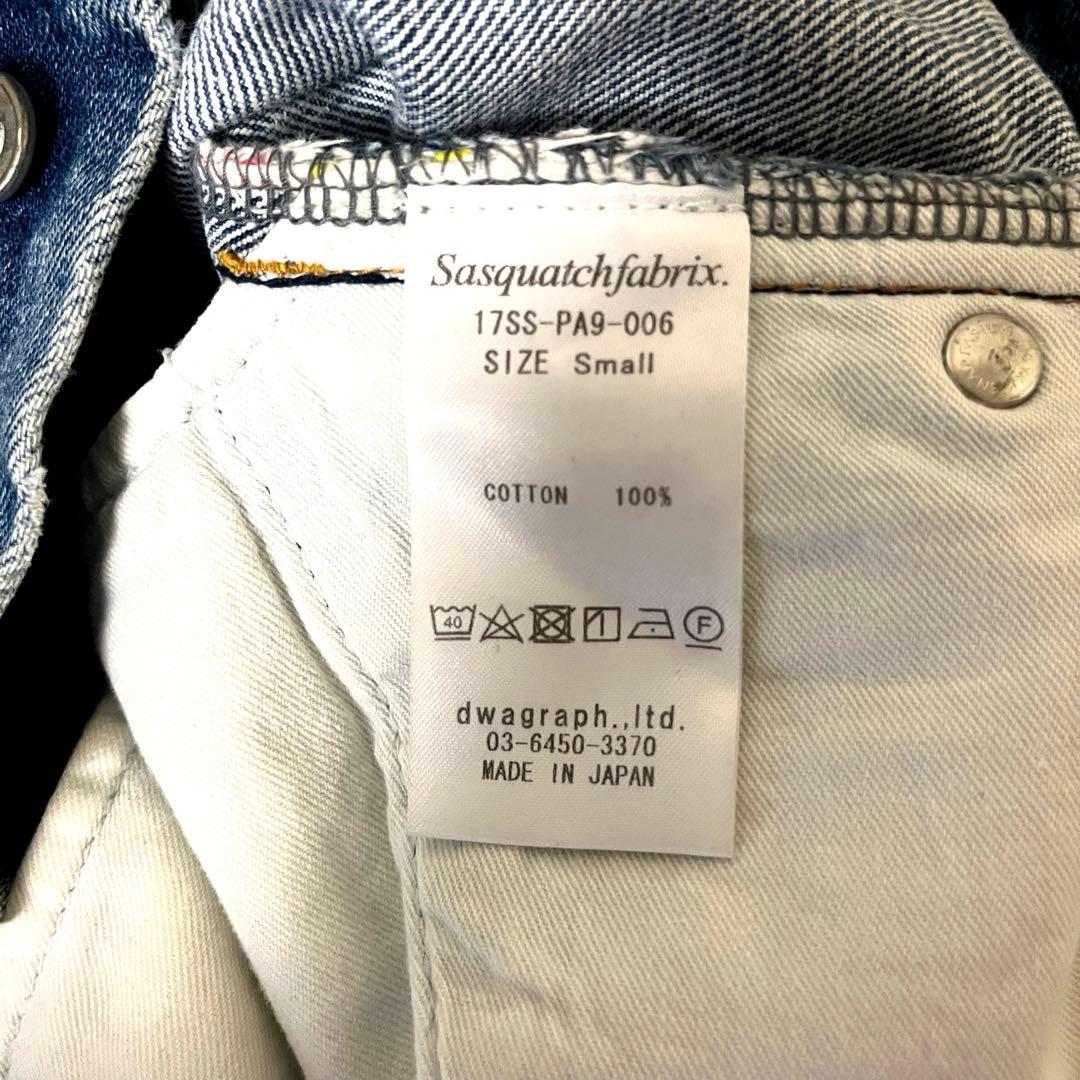 Sasquatchfabrix.
17SS-PA9-006
SIZE Small
COTTON 100%
40
F
dwagraph.,ltd.
03-6450-3370
MADE IN JAPAN